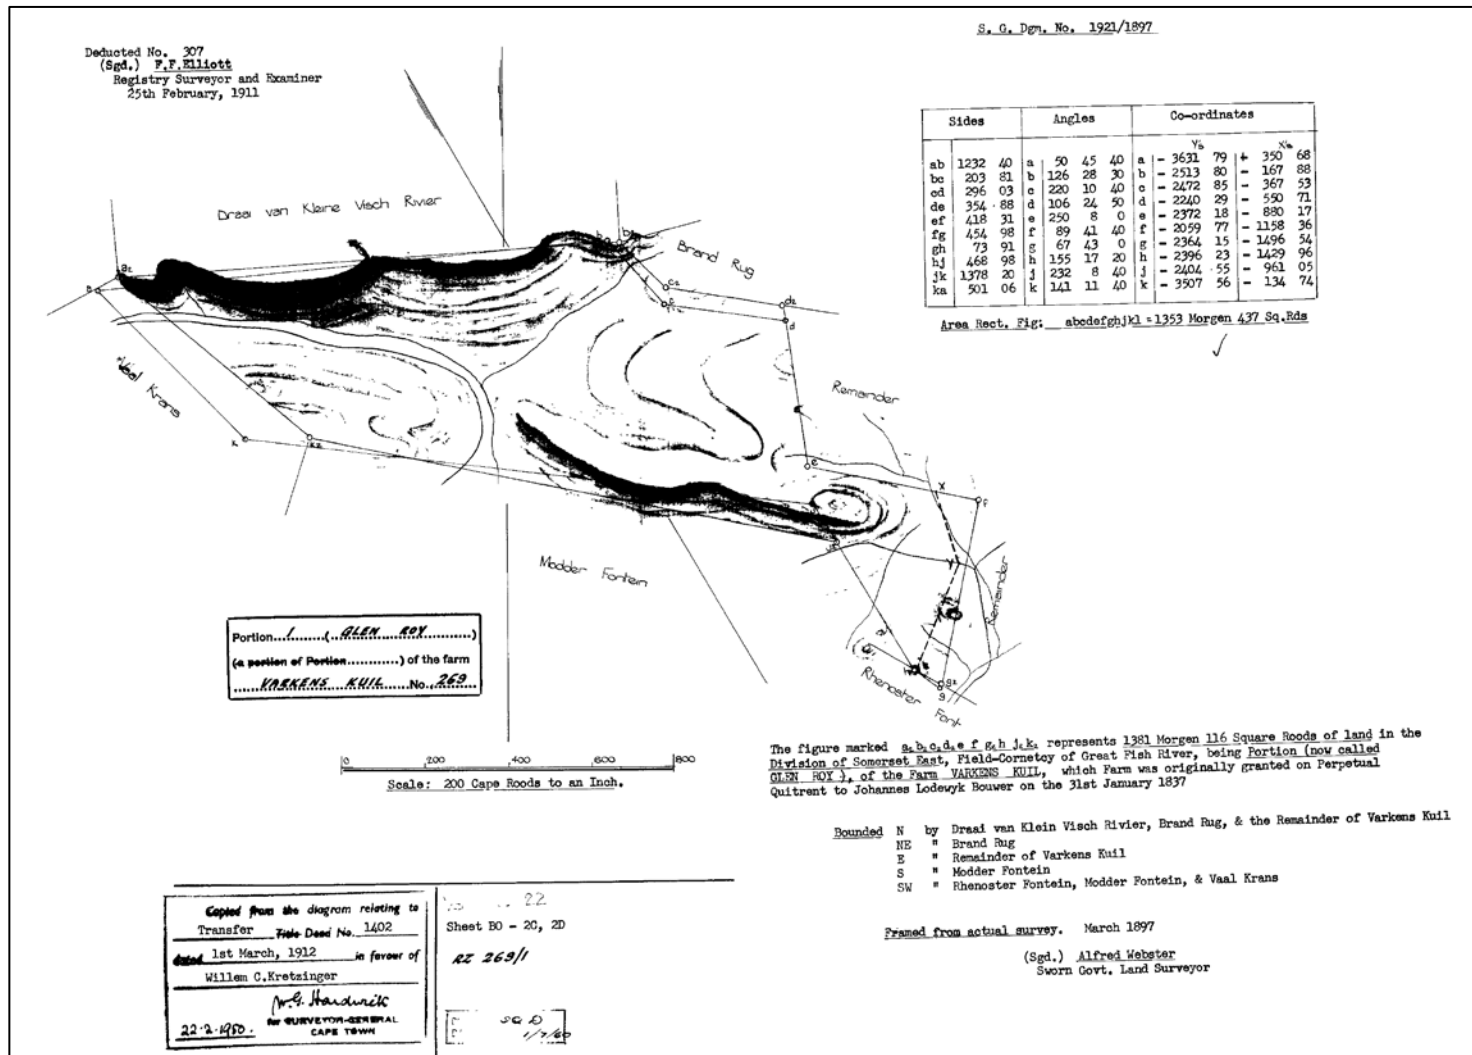 S. G. Dgm. No. 1921/1897
Deducted No. 307
(Sgd.) F.F.Elliott
Registry Surveyor and Examiner
25th February, 1911
Sides Angles Co-ordinates
Y's X's
ab 1232 40 a 50 45 40 a - 3631 79 + 350 68
bc 203 81 b 126 28 30 b - 2513 80 - 167 88
cd 296 03 c 220 10 40 c - 2472 85 - 367 53
de 354 88 d 106 24 50 d - 2240 29 - 550 71
ef 418 31 e 250 8 0 e - 2372 18 - 880 17
fg 454 98 f 89 41 40 f - 2059 77 - 1158 36
gh 73 91 g 67 43 0 g - 2364 15 - 1496 54
hj 468 98 h 155 17 20 h - 2396 23 - 1429 96
jk 1378 20 j 232 8 40 j - 2404 55 - 961 05
ka 501 06 k 141 11 40 k - 3507 56 - 134 74
Area Rect. Fig: abcdefghjkl = 1353 Morgen 437 Sq.Rds
Draai van Kleine Visch Rivier
Brand Rug
Vaal Krans
Remainder
Modder Fontein
Remainder
Rhenoster Font
Portion 1 (GLEN ROY)
(a portion of Portion) of the farm
VARKENS KUIL No. 269
0 200 400 600 800
Scale: 200 Cape Roods to an Inch.
The figure marked a₂b₂c₂d₂e f g₂h j₂k₂ represents 1381 Morgen 116 Square Roods of land in the
Division of Somerset East, Field-Cornetcy of Great Fish River, being Portion (now called
GLEN ROY), of the Farm VARKENS KUIL, which Farm was originally granted on Perpetual
Quitrent to Johannes Lodewyk Bouwer on the 31st January 1837
Bounded N by Draai van Klein Visch Rivier, Brand Rug, & the Remainder of Varkens Kuil
NE " Brand Rug
E " Remainder of Varkens Kuil
S " Modder Fontein
SW " Rhenoster Fontein, Modder Fontein, & Vaal Krans
Framed from actual survey. March 1897
(Sgd.) Alfred Webster
Sworn Govt. Land Surveyor
Copied from the diagram relating to
Transfer Title Deed No. 1402
dated 1st March, 1912 in favour of
Willem C.Kretzinger
W.G. Hardwick
for SURVEYOR-GENERAL
22·2·1950. CAPE TOWN
22
Sheet BO - 2C, 2D
RZ 269/1
SG D
1/7/60